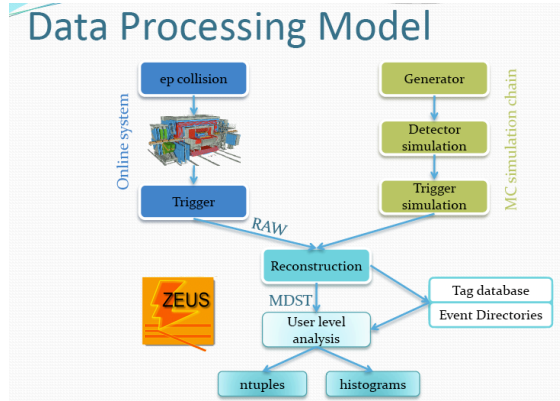 Data Processing Model
ep collision
Generator
Online system
MC simulation chain
Detector
simulation
Trigger
Trigger
simulation
RAW
Reconstruction
ZEUS
MDST
Tag database
Event Directories
User level
analysis
ntuples
histograms